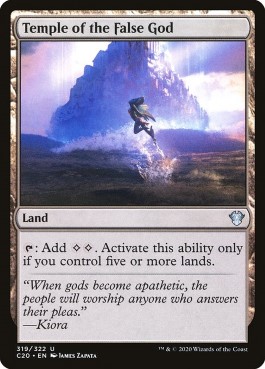 Temple of the False God
Land
: Add . Activate this ability only
if you control five or more lands.
"When gods become apathetic, the
people will worship anyone who answers
their pleas."
—Kiora
319/322 U
C20 • EN JAMES ZAPATA
™ & © 2020 Wizards of the Coast